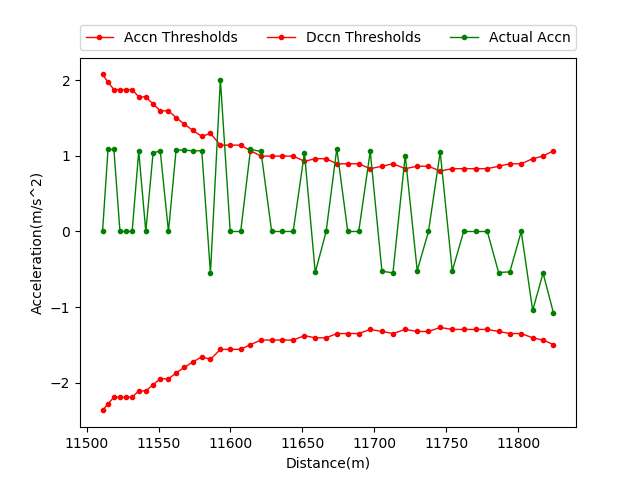 Accn Thresholds Dccn Thresholds Actual Accn
2
1
0
−1
−2
Acceleration(m/s^2)
11500 11550 11600 11650 11700 11750 11800
Distance(m)